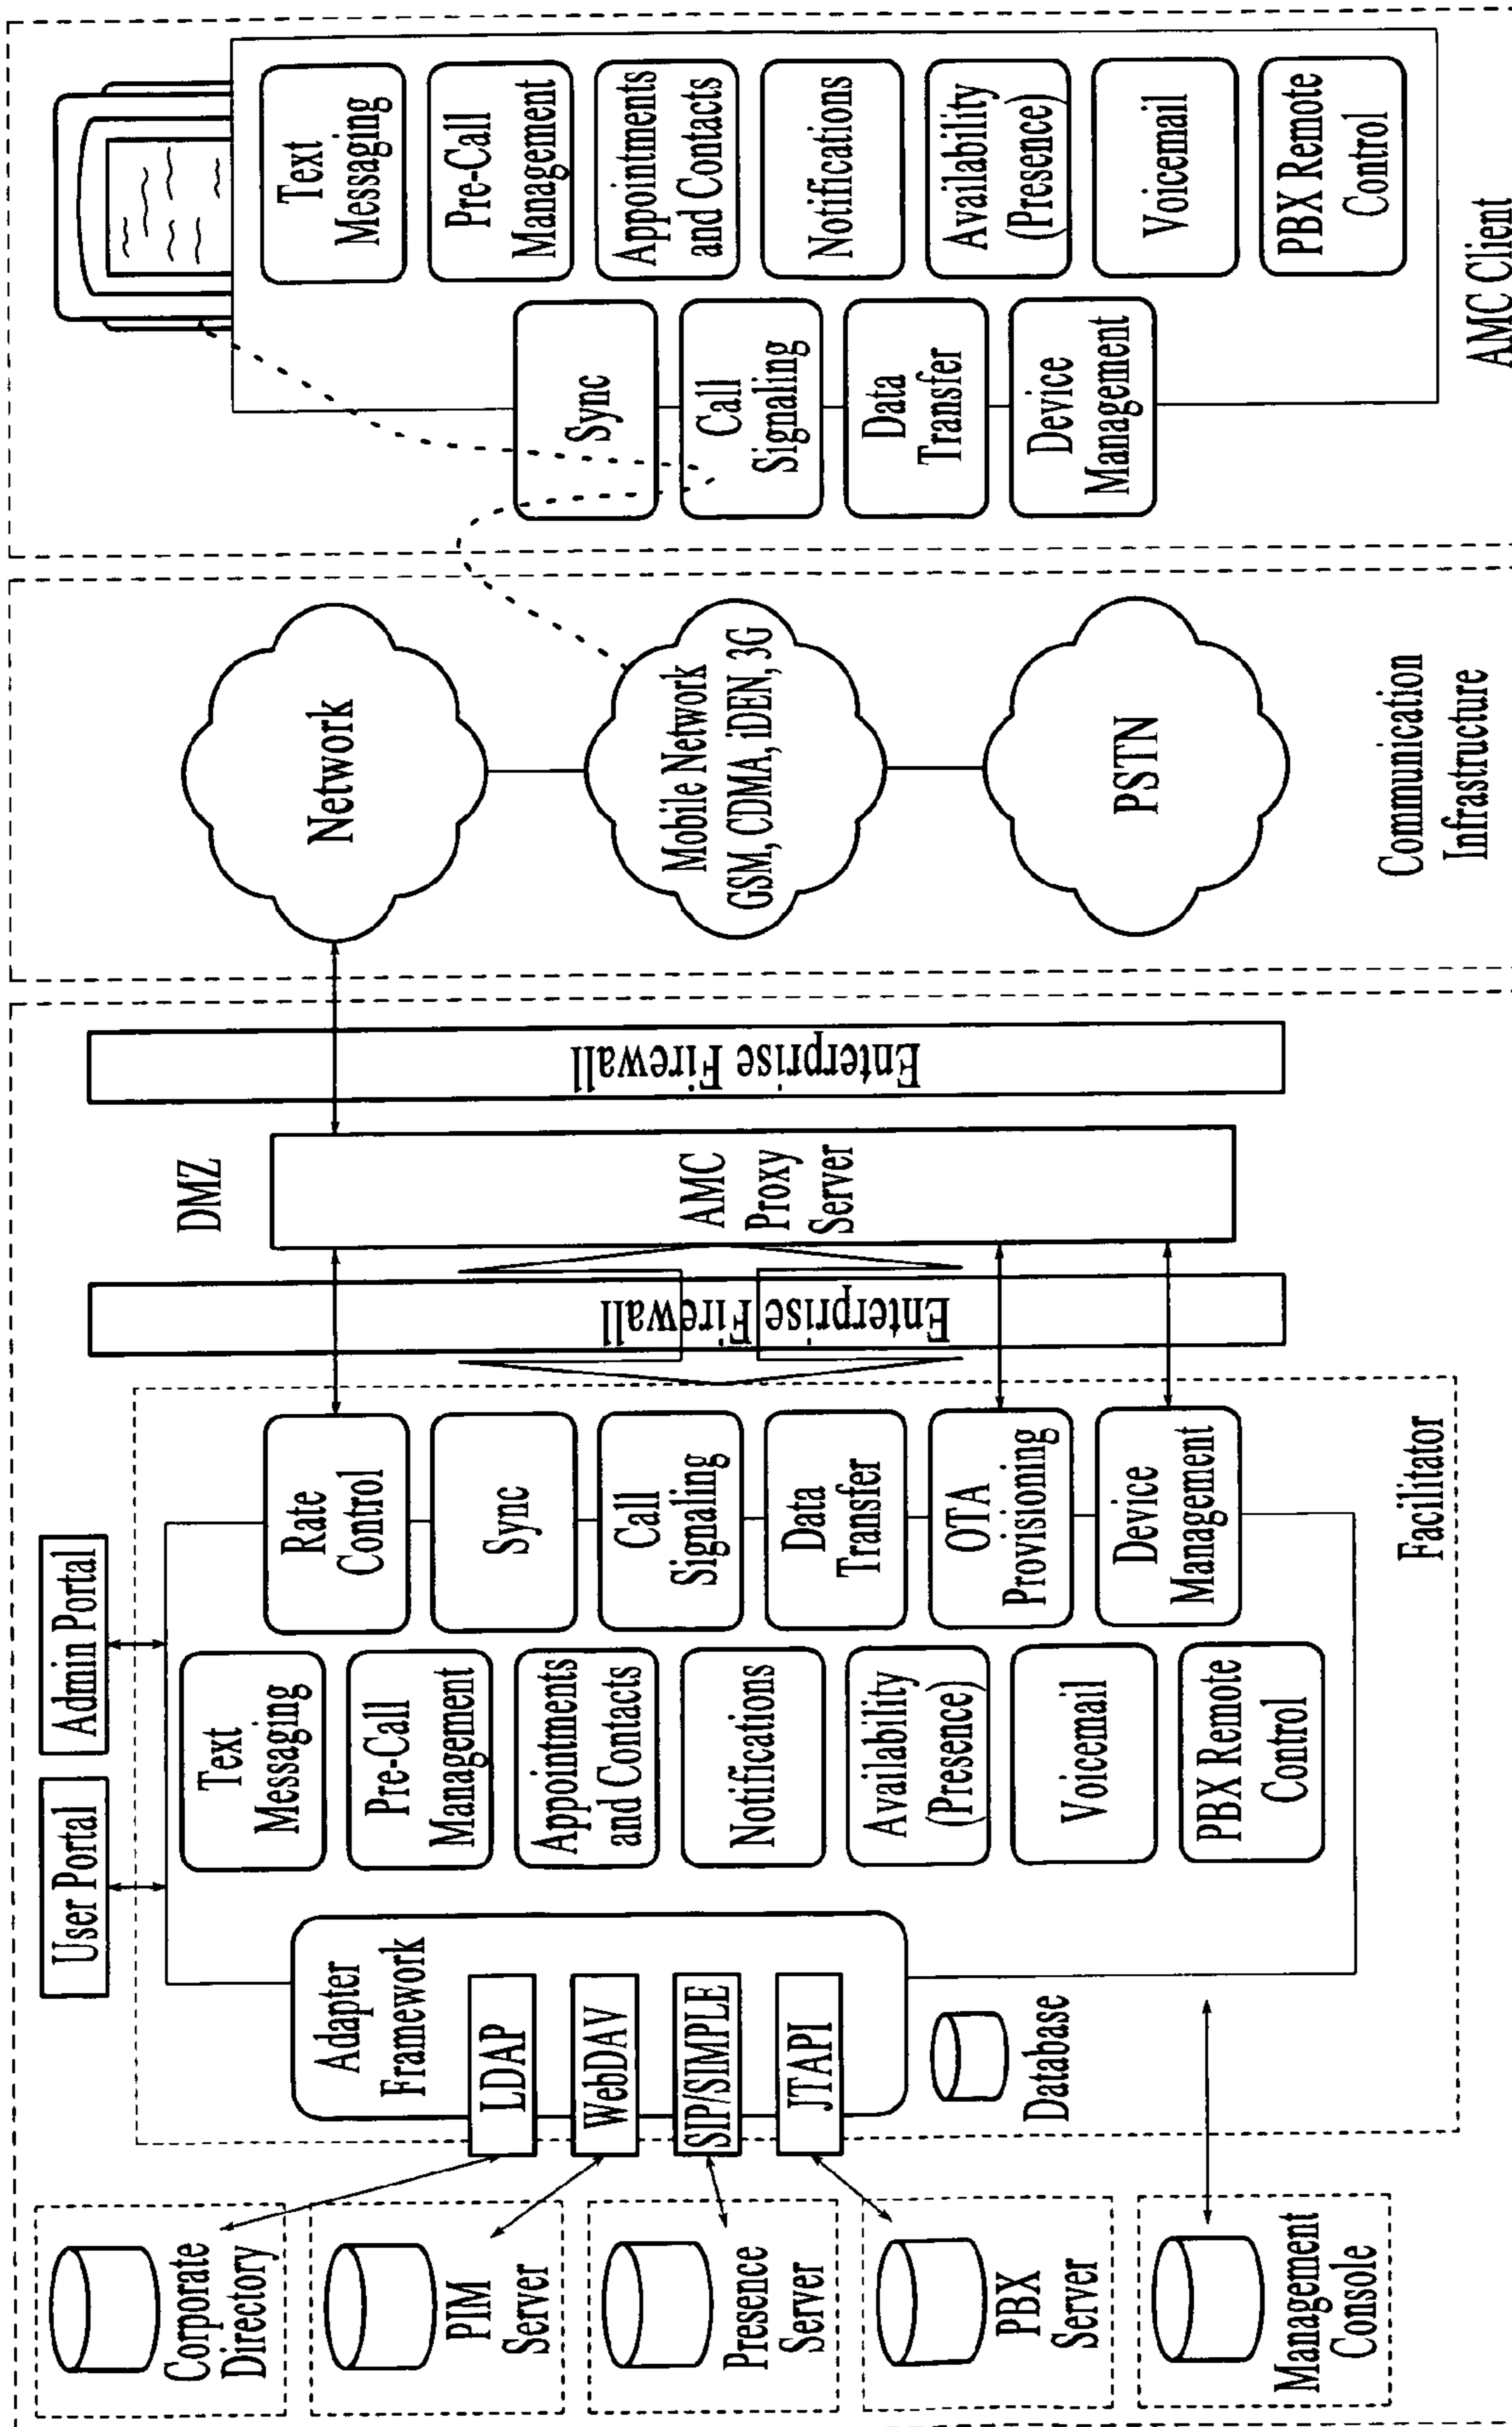 Corporate
Directory
PIM
Server
Presence
Server
PBX
Server
Management
Console
User Portal
Admin Portal
Adapter
Framework
LDAP
WebDAV
SIP/SIMPLE
JTAPI
Database
Text
Messaging
Pre-Call
Management
Appointments
and Contacts
Notifications
Availability
(Presence)
Voicemail
PBX Remote
Control
Rate
Control
Sync
Call
Signaling
Data
Transfer
OTA
Provisioning
Device
Management
Facilitator
Enterprise Firewall
DMZ
AMC
Proxy
Server
Enterprise Firewall
Network
Mobile Network
GSM, CDMA, iDEN, 3G
PSTN
Communication
Infrastructure
Sync
Call
Signaling
Data
Transfer
Device
Management
Text
Messaging
Pre-Call
Management
Appointments
and Contacts
Notifications
Availability
(Presence)
Voicemail
PBX Remote
Control
AMC Client